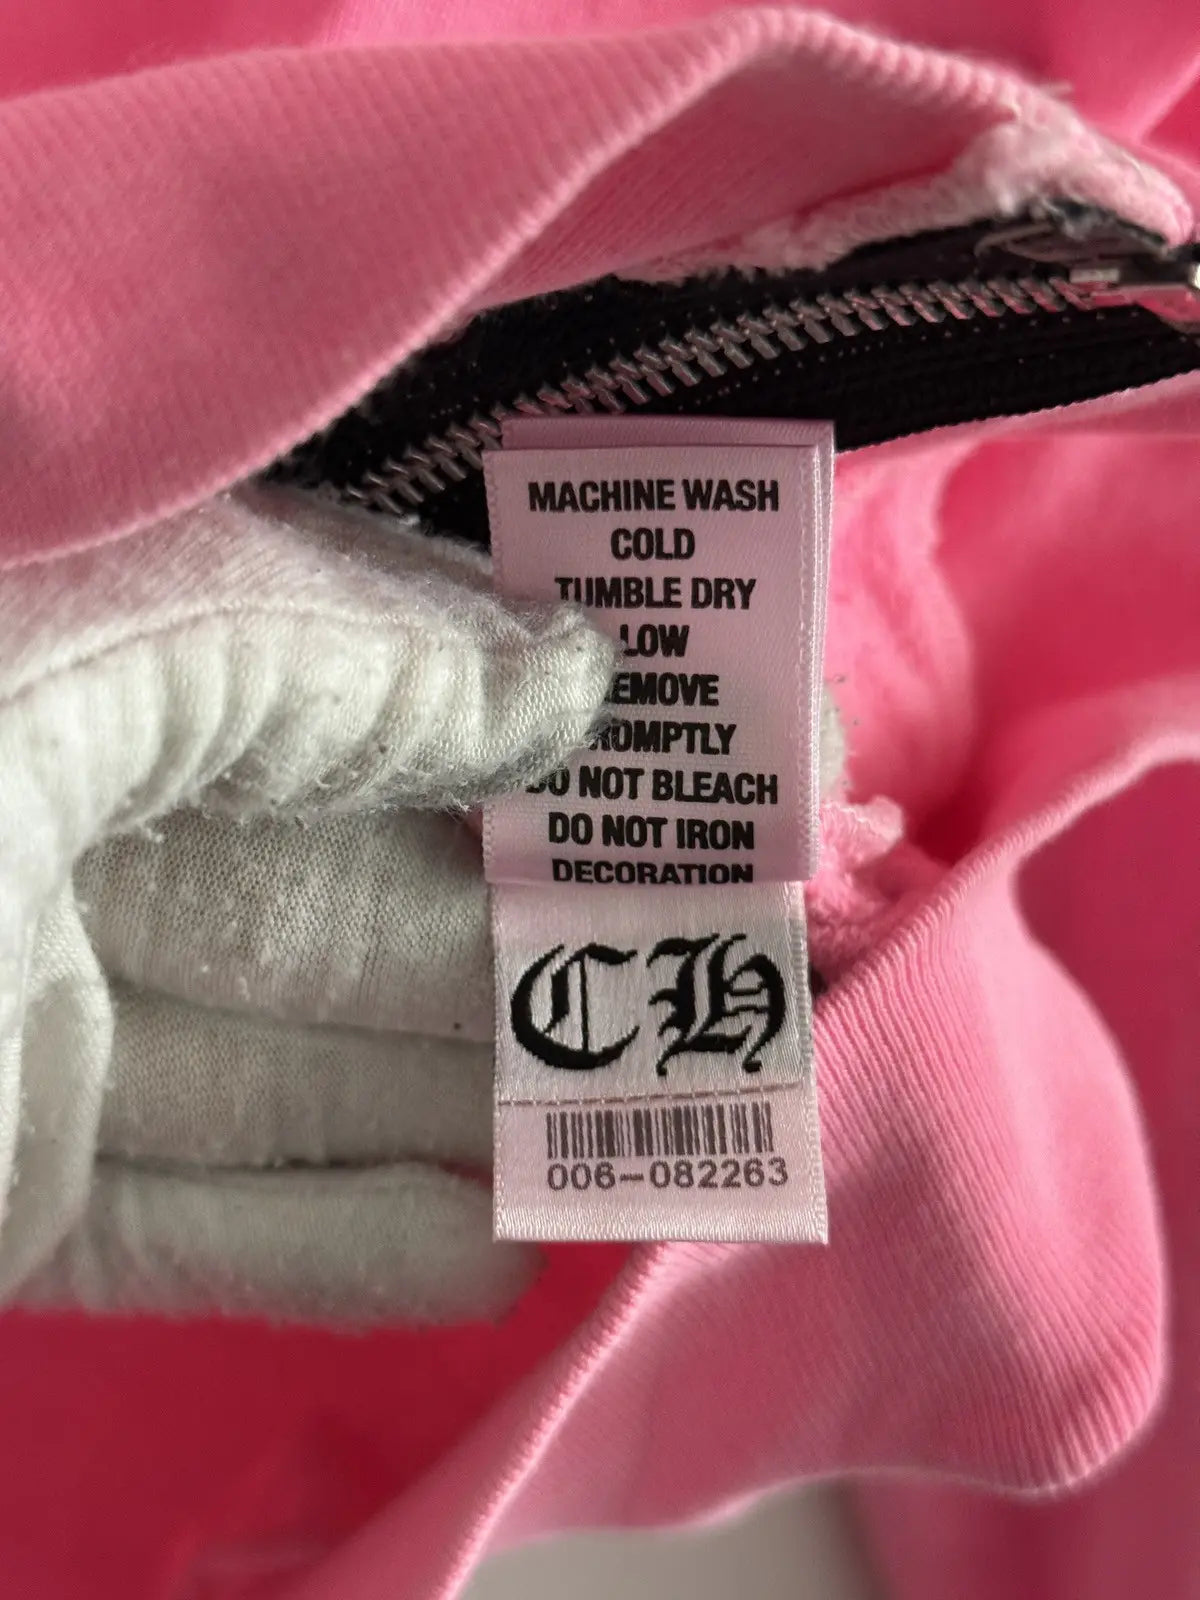 MACHINE WASH
COLD
TUMBLE DRY
LOW
REMOVE
PROMPTLY
DO NOT BLEACH
DO NOT IRON
DECORATION
CH
006-082263